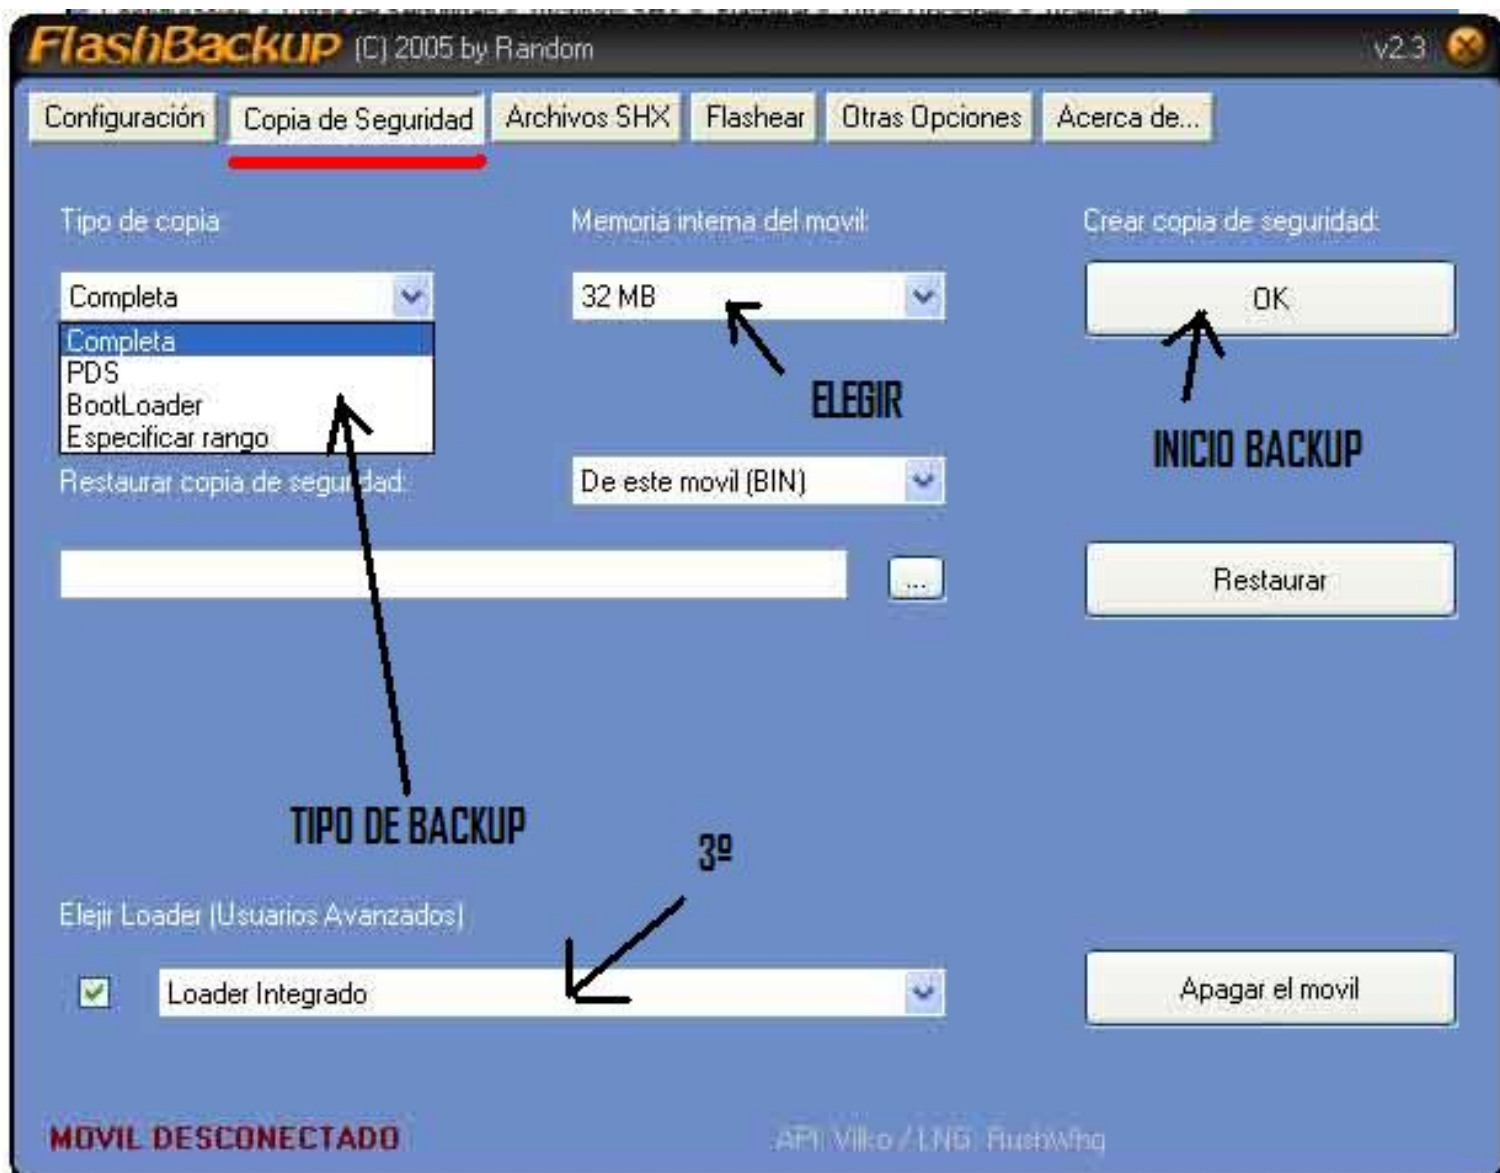 FlashBackup (C) 2005 by Random v2.3
Configuración Copia de Seguridad Archivos SHX Flashear Otras Opciones Acerca de...
Tipo de copia: Memoria interna del movil: Crear copia de seguridad:
Completa 32 MB OK
Completa
PDS
BootLoader
Especificar rango
ELEGIR
INICIO BACKUP
Restaurar copia de seguridad: De este movil (BIN)
... Restaurar
TIPO DE BACKUP
3º
Elejir Loader (Usuarios Avanzados)
Loader Integrado Apagar el movil
MOVIL DESCONECTADO API: Vilko / LNG: